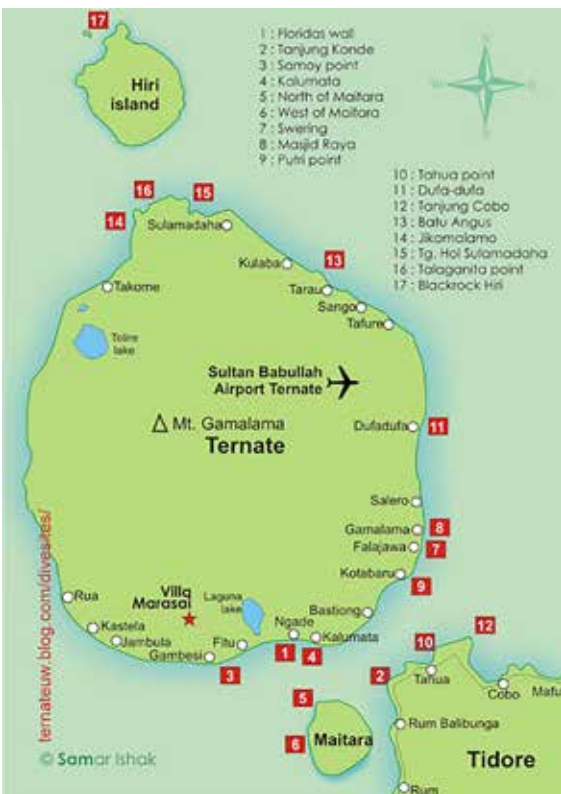 17
Hiri
island
1 : Floridas wall
2 : Tanjung Konde
3 : Samoy point
4 : Kalumata
5 : North of Maitara
6 : West of Maitara
7 : Swering
8 : Masjid Raya
9 : Putri point
10 : Tahua point
11 : Dufa-dufa
12 : Tanjung Cobo
13 : Batu Angus
14 : Jikomalamo
15 : Tg. Hol Sulamadaha
16 : Talaganita point
17 : Blackrock Hiri
16
15
14
Sulamadaha
Kulaba
13
Takome
Tarau
Sango
Tafure
Tolire
lake
Sultan Babullah
Airport Ternate
Mt. Gamalama
Ternate
Dufadufa
11
Salero
Gamalama
8
Falajawa
7
Kotabaru
9
Rua
Villa
Marasai
Laguna
lake
Bastiong
Kastela
Ngade
Jambula
Fitu
Kalumata
Gambesi
3
1
4
12
10
2
Tahua
Cobo
Mafu
5
6
Maitara
Rum Balibunga
Tidore
Rum
ternateuw.blog.com/divesites/
© Samar Ishak